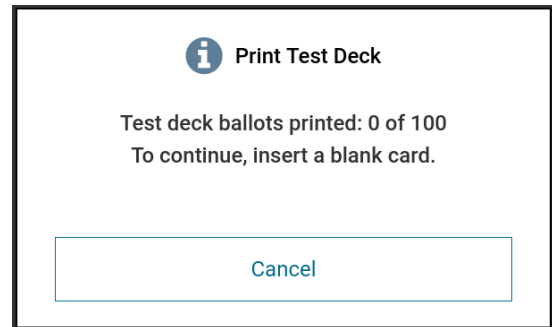 Print Test Deck
Test deck ballots printed: 0 of 100
To continue, insert a blank card.
Cancel